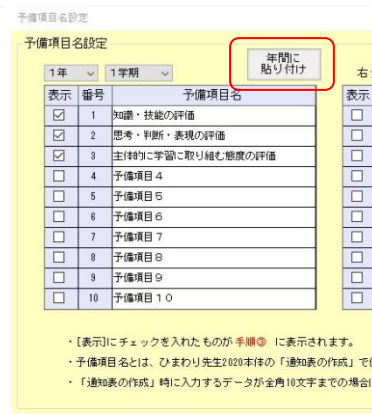 予備項目名設定
予備項目名設定
1年 1学期 年間に
貼り付け 右
表示 番号 予備項目名 表示
1 知識・技能の評価
2 思考・判断・表現の評価
3 主体的に学習に取り組む態度の評価
4 予備項目4
5 予備項目5
6 予備項目6
7 予備項目7
8 予備項目8
9 予備項目9
10 予備項目10
・[表示]にチェックを入れたものが 手順③ に表示されます。
・予備項目名とは、ひまわり先生2020本体の「通知表の作成」で
・「通知表の作成」時に入力するデータが全角10文字までの場合